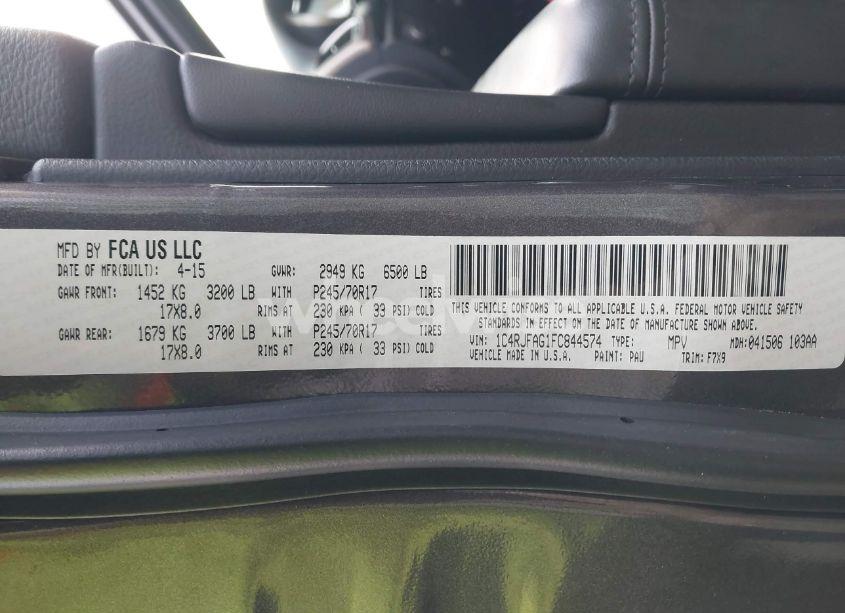 MFD BY FCA US LLC
DATE OF MFR(BUILT): 4-15 GVWR: 2949 KG 6500 LB
GAWR FRONT: 1452 KG 3200 LB WITH P245/70R17 TIRES
17X8.0 RIMS AT 230 KPA ( 33 PSI) COLD
GAWR REAR: 1679 KG 3700 LB WITH P245/70R17 TIRES
17X8.0 RIMS AT 230 KPA ( 33 PSI) COLD
THIS VEHICLE CONFORMS TO ALL APPLICABLE U.S.A. FEDERAL MOTOR VEHICLE SAFETY
STANDARDS IN EFFECT ON THE DATE OF MANUFACTURE SHOWN ABOVE.
VIN: 1C4RJFAG1FC844574 TYPE: MPV MDH: 041506 103AA
VEHICLE MADE IN U.S.A. PAINT: PAU TRIM: F7X9